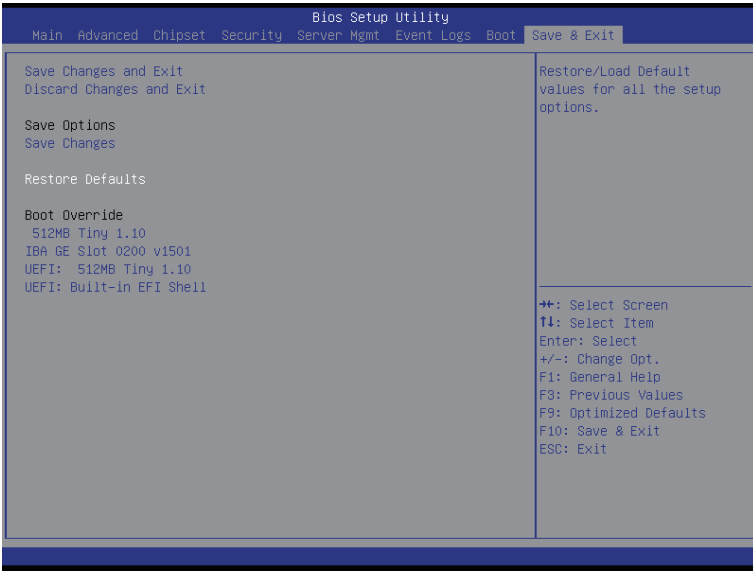 Bios Setup Utility
Main Advanced Chipset Security Server Mgmt Event Logs Boot Save & Exit
Save Changes and Exit
Discard Changes and Exit
Save Options
Save Changes
Restore Defaults
Boot Override
512MB Tiny 1.10
IBA GE Slot 0200 v1501
UEFI: 512MB Tiny 1.10
UEFI: Built-in EFI Shell
Restore/Load Default
values for all the setup
options.
→←: Select Screen
↑↓: Select Item
Enter: Select
+/-: Change Opt.
F1: General Help
F3: Previous Values
F9: Optimized Defaults
F10: Save & Exit
ESC: Exit